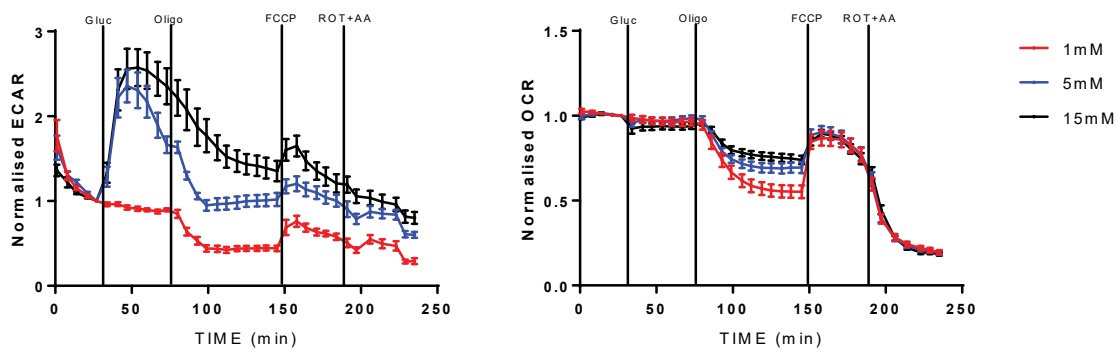 Gluc Oligo FCCP ROT+AA
Normalised ECAR
3
2
1
0
0 50 100 150 200 250
TIME (min)
Gluc Oligo FCCP ROT+AA
Normalised OCR
1.5
1.0
0.5
0.0
0 50 100 150 200 250
TIME (min)
1mM
5mM
15mM